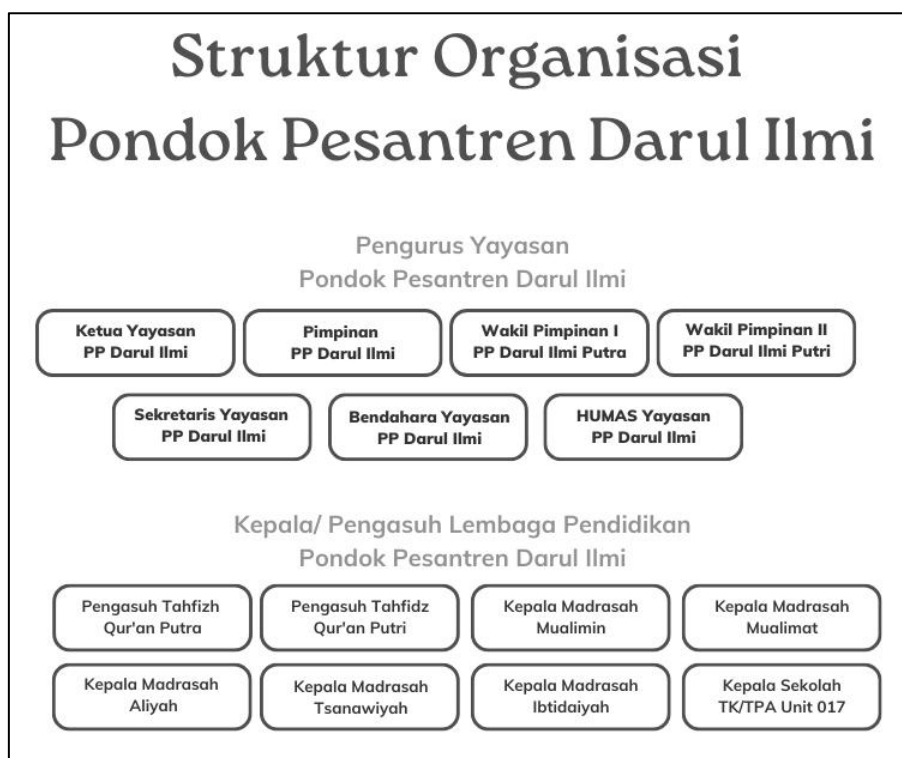 Struktur Organisasi
Pondok Pesantren Darul Ilmi
Pengurus Yayasan
Pondok Pesantren Darul Ilmi
Ketua Yayasan
PP Darul Ilmi
Pimpinan
PP Darul Ilmi
Wakil Pimpinan I
PP Darul Ilmi Putra
Wakil Pimpinan II
PP Darul Ilmi Putri
Sekretaris Yayasan
PP Darul Ilmi
Bendahara Yayasan
PP Darul Ilmi
HUMAS Yayasan
PP Darul Ilmi
Kepala/ Pengasuh Lembaga Pendidikan
Pondok Pesantren Darul Ilmi
Pengasuh Tahfizh
Qur'an Putra
Pengasuh Tahfidz
Qur'an Putri
Kepala Madrasah
Mualimin
Kepala Madrasah
Mualimat
Kepala Madrasah
Aliyah
Kepala Madrasah
Tsanawiyah
Kepala Madrasah
Ibtidaiyah
Kepala Sekolah
TK/TPA Unit 017